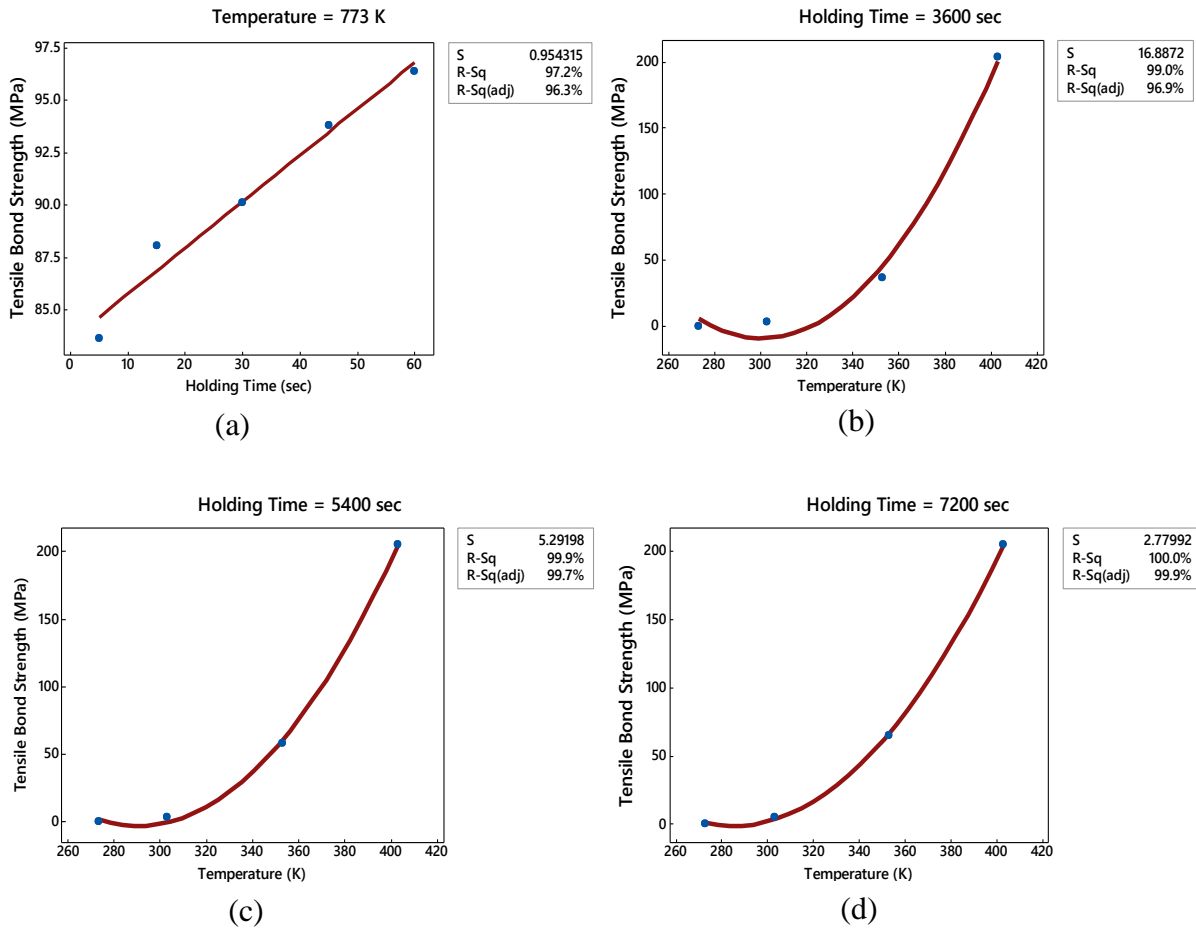 Temperature = 773 K
S 0.954315
R-Sq 97.2%
R-Sq(adj) 96.3%
Tensile Bond Strength (MPa)
97.5
95.0
92.5
90.0
87.5
85.0
0 10 20 30 40 50 60
Holding Time (sec)
(a)
Holding Time = 3600 sec
S 16.8872
R-Sq 99.0%
R-Sq(adj) 96.9%
Tensile Bond Strength (MPa)
200
150
100
50
0
260 280 300 320 340 360 380 400 420
Temperature (K)
(b)
Holding Time = 5400 sec
S 5.29198
R-Sq 99.9%
R-Sq(adj) 99.7%
Tensile Bond Strength (MPa)
200
150
100
50
0
260 280 300 320 340 360 380 400 420
Temperature (K)
(c)
Holding Time = 7200 sec
S 2.77992
R-Sq 100.0%
R-Sq(adj) 99.9%
Tensile Bond Strength (MPa)
200
150
100
50
0
260 280 300 320 340 360 380 400 420
Temperature (K)
(d)